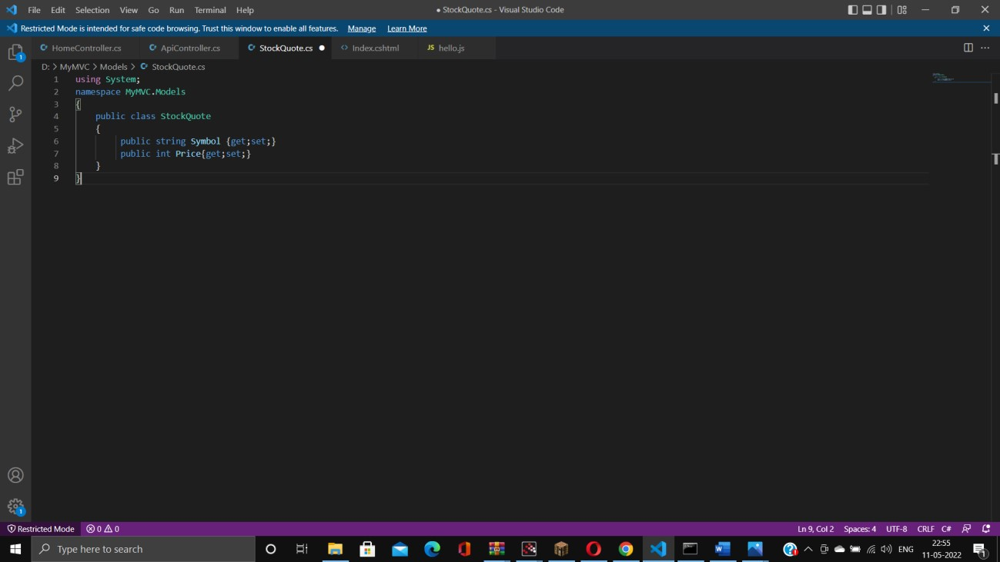 File Edit Selection View Go Run Terminal Help ● StockQuote.cs - Visual Studio Code
Restricted Mode is intended for safe code browsing. Trust this window to enable all features. Manage Learn More
1 HomeController.cs ApiController.cs StockQuote.cs ● Index.cshtml JS hello.js
D: > MyMVC > Models > StockQuote.cs
1 using System;
2 namespace MyMVC.Models
3 {
4 public class StockQuote
5 {
6 public string Symbol {get;set;}
7 public int Price{get;set;}
8 }
9 }
1
Restricted Mode 0 0 Ln 9, Col 2 Spaces: 4 UTF-8 CRLF C#
Type here to search ENG 22:55
11-05-2022 1